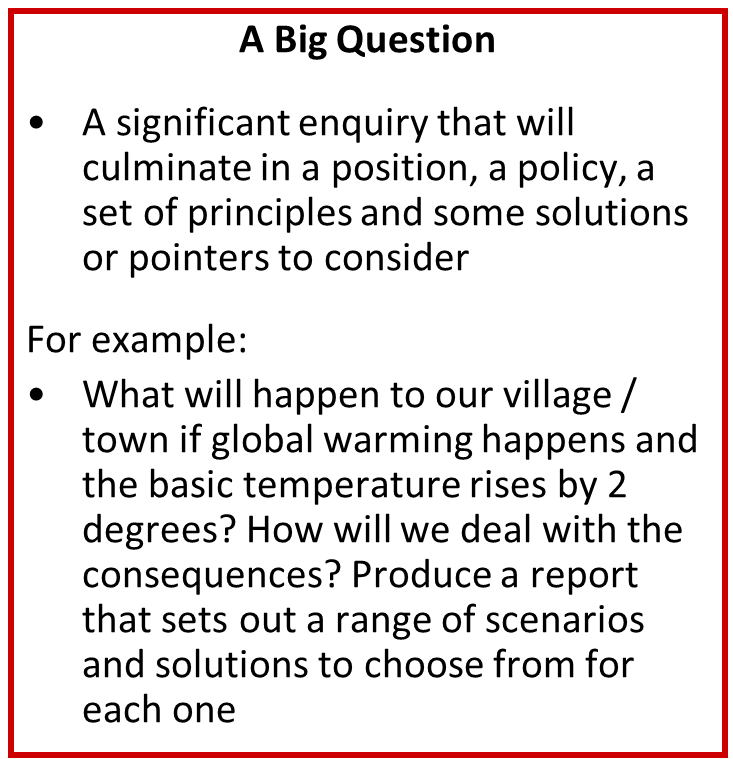 A Big Question
• A significant enquiry that will
culminate in a position, a policy, a
set of principles and some solutions
or pointers to consider
For example:
• What will happen to our village /
town if global warming happens and
the basic temperature rises by 2
degrees? How will we deal with the
consequences? Produce a report
that sets out a range of scenarios
and solutions to choose from for
each one